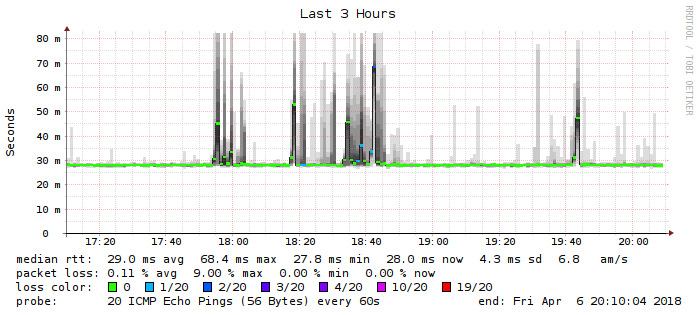 Last 3 Hours
RRDTOOL / TOBI OETIKER
Seconds
80 m
70 m
60 m
50 m
40 m
30 m
20 m
10 m
0
17:20 17:40 18:00 18:20 18:40 19:00 19:20 19:40 20:00
median rtt: 29.0 ms avg 68.4 ms max 27.8 ms min 28.0 ms now 4.3 ms sd 6.8 am/s
packet loss: 0.11 % avg 9.00 % max 0.00 % min 0.00 % now
loss color: 0 1/20 2/20 3/20 4/20 10/20 19/20
probe: 20 ICMP Echo Pings (56 Bytes) every 60s end: Fri Apr 6 20:10:04 2018